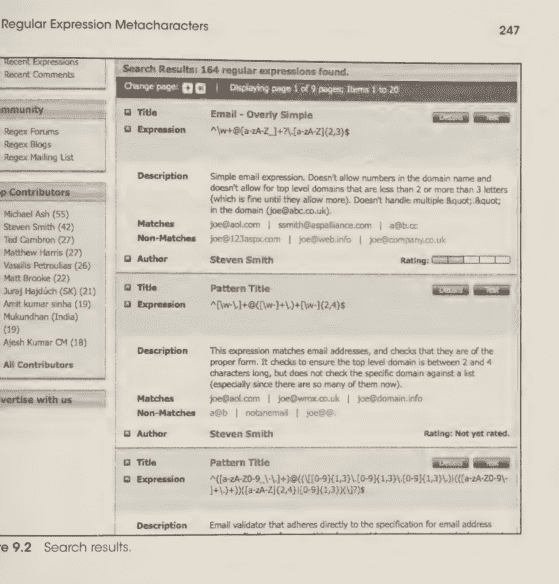 Regular Expression Metacharacters
247
Recent Expressions
Recent Comments
mmunity
Regex Forums
Regex Blogs
Regex Mailing List
p Contributors
Michael Ash (55)
Steven Smith (42)
Ted Cambron (27)
Matthew Harris (27)
Vassilis Petroulias (26)
Matt Brooke (22)
Juraj Hajdúch (SK) (21)
Amit kumar sinha (19)
Mukundhan (India)
(19)
Ajesh Kumar CM (18)
All Contributors
vertise with us
Search Results: 164 regular expressions found.
Change page: | Displaying page 1 of 9 pages; Items 1 to 20
Title Email - Overly Simple
Details Test
Expression ^\w+@[a-zA-Z_]+?\.[a-zA-Z]{2,3}$
Description Simple email expression. Doesn't allow numbers in the domain name and
doesn't allow for top level domains that are less than 2 or more than 3 letters
(which is fine until they allow more). Doesn't handle multiple &quot;.&quot;
in the domain (joe@abc.co.uk).
Matches joe@aol.com | ssmith@aspalliance.com | a@b.cc
Non-Matches joe@123aspx.com | joe@web.info | joe@company.co.uk
Author Steven Smith Rating:
Title Pattern Title
Details Test
Expression ^[\w-\.]+@([\w-]+\.)+[\w-]{2,4}$
Description This expression matches email addresses, and checks that they are of the
proper form. It checks to ensure the top level domain is between 2 and 4
characters long, but does not check the specific domain against a list
(especially since there are so many of them now).
Matches joe@aol.com | joe@wrox.co.uk | joe@domain.info
Non-Matches a@b | notanemail | joe@@.
Author Steven Smith Rating: Not yet rated.
Title Pattern Title
Details Test
Expression ^([a-zA-Z0-9_\-\.]+)@((\[[0-9]{1,3}\.[0-9]{1,3}\.[0-9]{1,3}\.)|(([a-zA-Z0-9\-
]+\.)+))([a-zA-Z]{2,4}|[0-9]{1,3})(\]?)$
Description Email validator that adheres directly to the specification for email address
e 9.2 Search results.